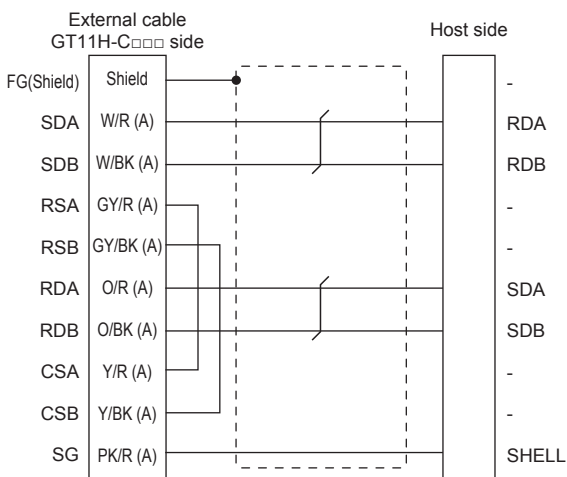 External cable
GT11H-C□□□ side
Host side
FG(Shield) Shield -
SDA W/R (A) RDA
SDB W/BK (A) RDB
RSA GY/R (A) -
RSB GY/BK (A) -
RDA O/R (A) SDA
RDB O/BK (A) SDB
CSA Y/R (A) -
CSB Y/BK (A) -
SG PK/R (A) SHELL